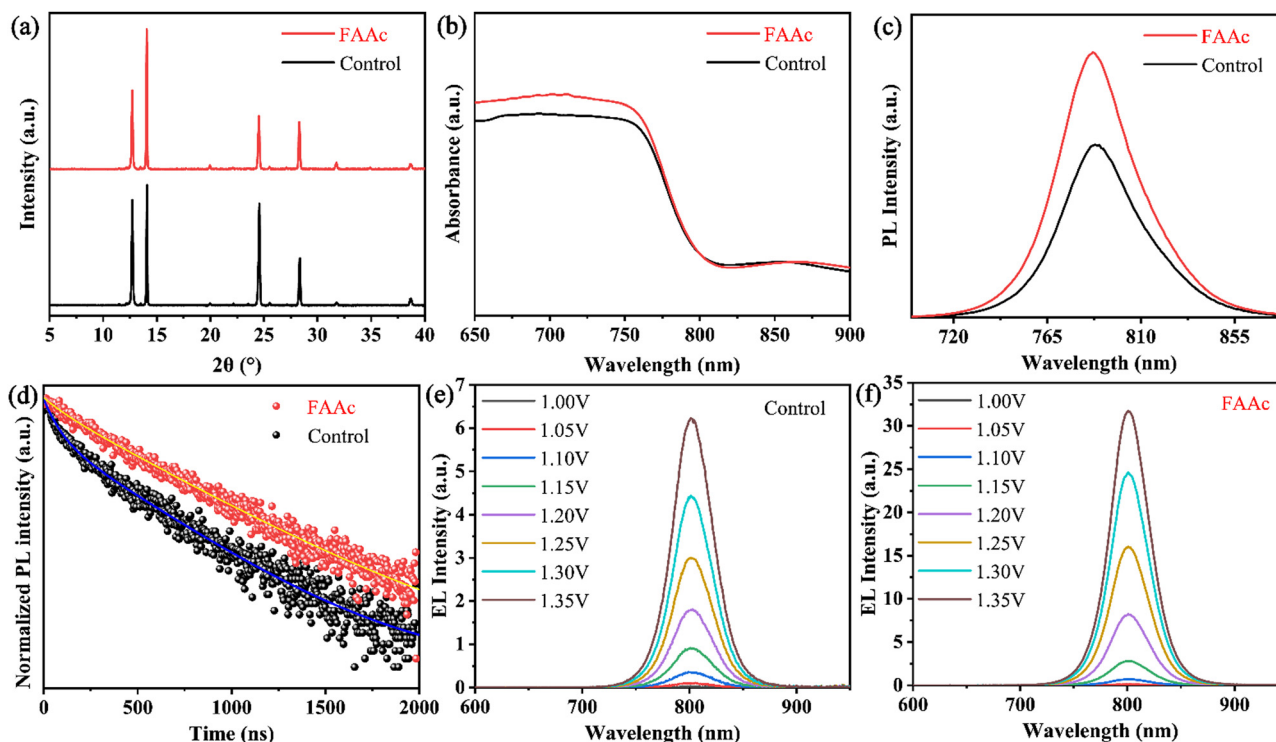 (a)
FAAc
Control
Intensity (a.u.)
5 10 15 20 25 30 35 40
2θ (°)
(b)
FAAc
Control
Absorbance (a.u.)
650 700 750 800 850 900
Wavelength (nm)
(c)
FAAc
Control
PL Intensity (a.u.)
720 765 810 855
Wavelength (nm)
(d)
FAAc
Control
Normalized PL Intensity (a.u.)
0 500 1000 1500 2000
Time (ns)
(e)
Control
1.00V
1.05V
1.10V
1.15V
1.20V
1.25V
1.30V
1.35V
EL Intensity (a.u.)
7
6
5
4
3
2
1
0
600 700 800 900
Wavelength (nm)
(f)
FAAc
1.00V
1.05V
1.10V
1.15V
1.20V
1.25V
1.30V
1.35V
EL Intensity (a.u.)
35
30
25
20
15
10
5
0
600 700 800 900
Wavelength (nm)